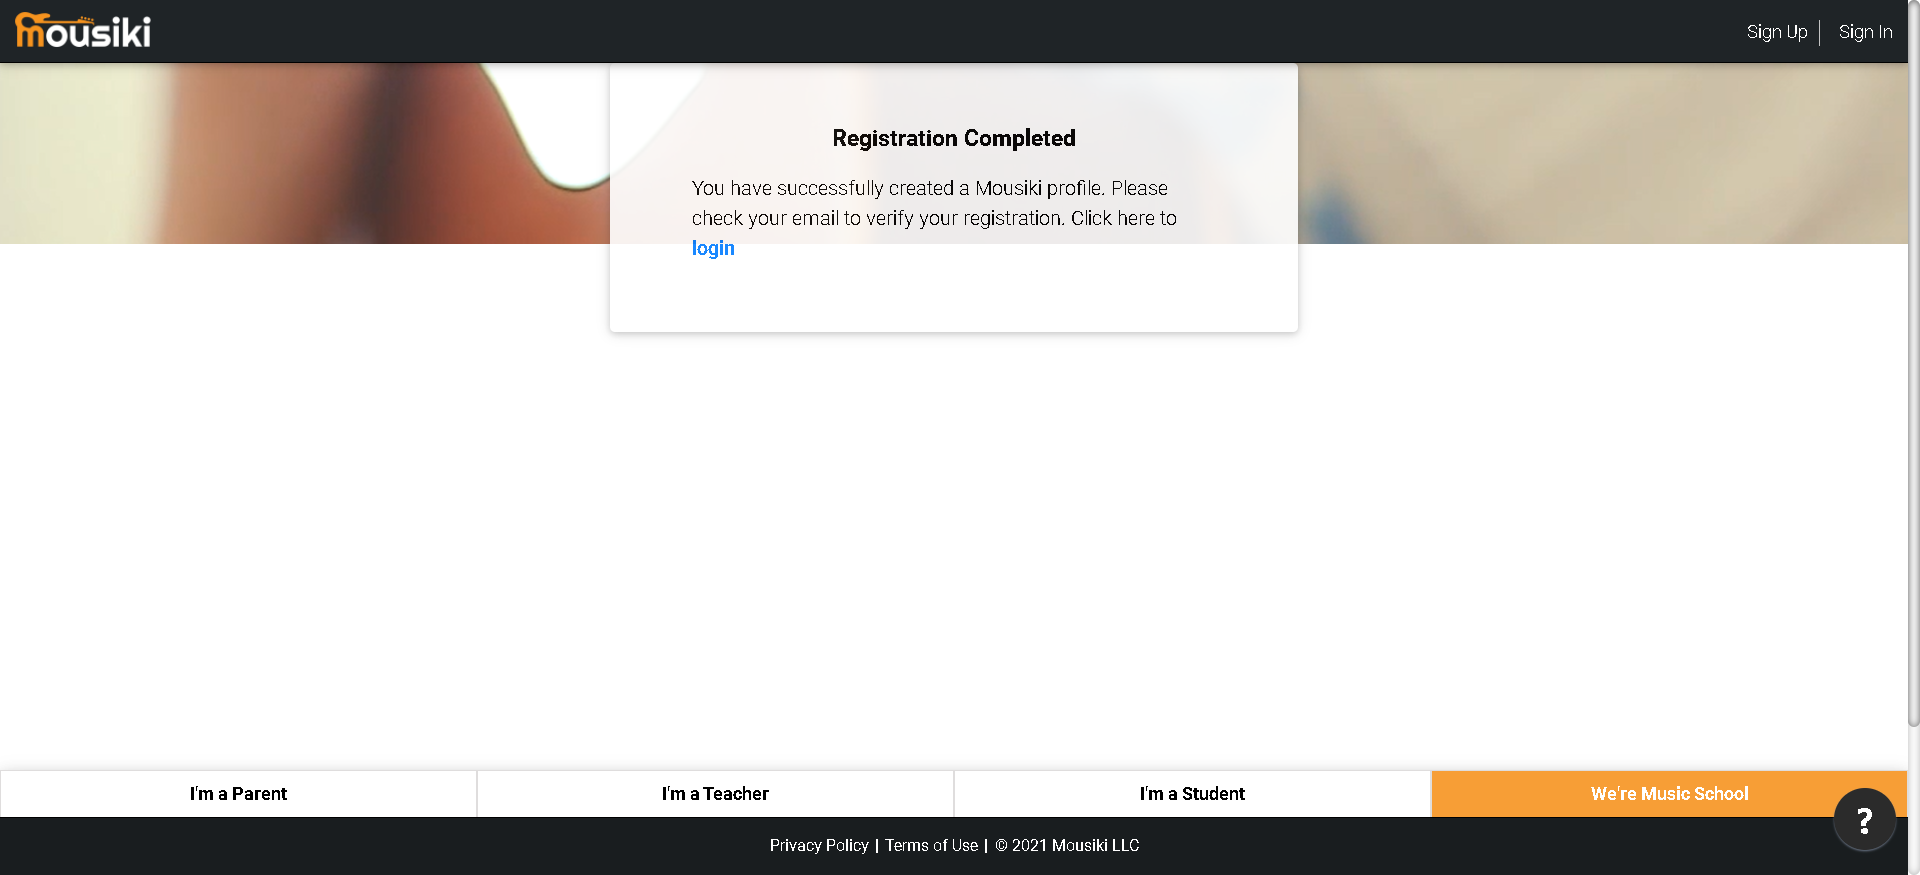 mousiki
Sign Up
Sign In
Registration Completed
You have successfully created a Mousiki profile. Please
check your email to verify your registration. Click here to
login
I'm a Parent
I'm a Teacher
I'm a Student
We're Music School
?
Privacy Policy | Terms of Use | © 2021 Mousiki LLC